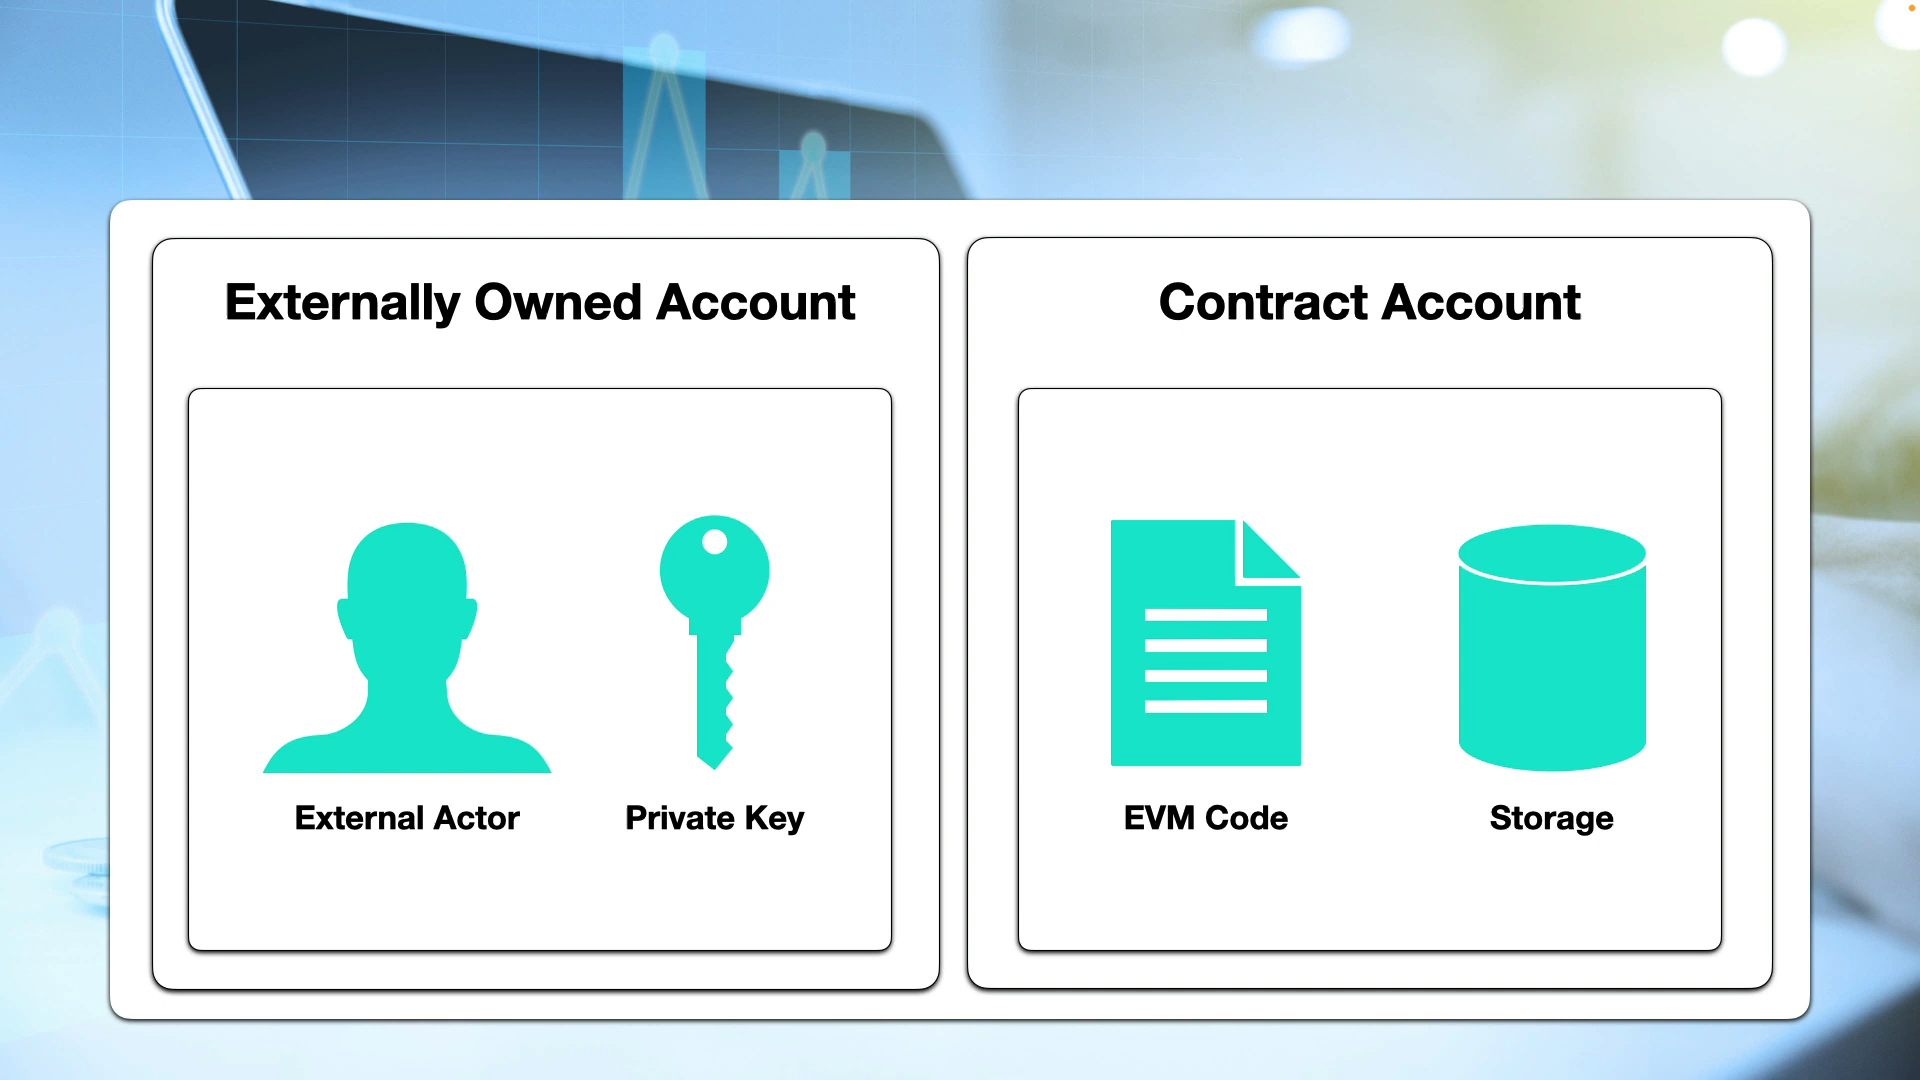 Externally Owned Account
External Actor
Private Key
Contract Account
EVM Code
Storage